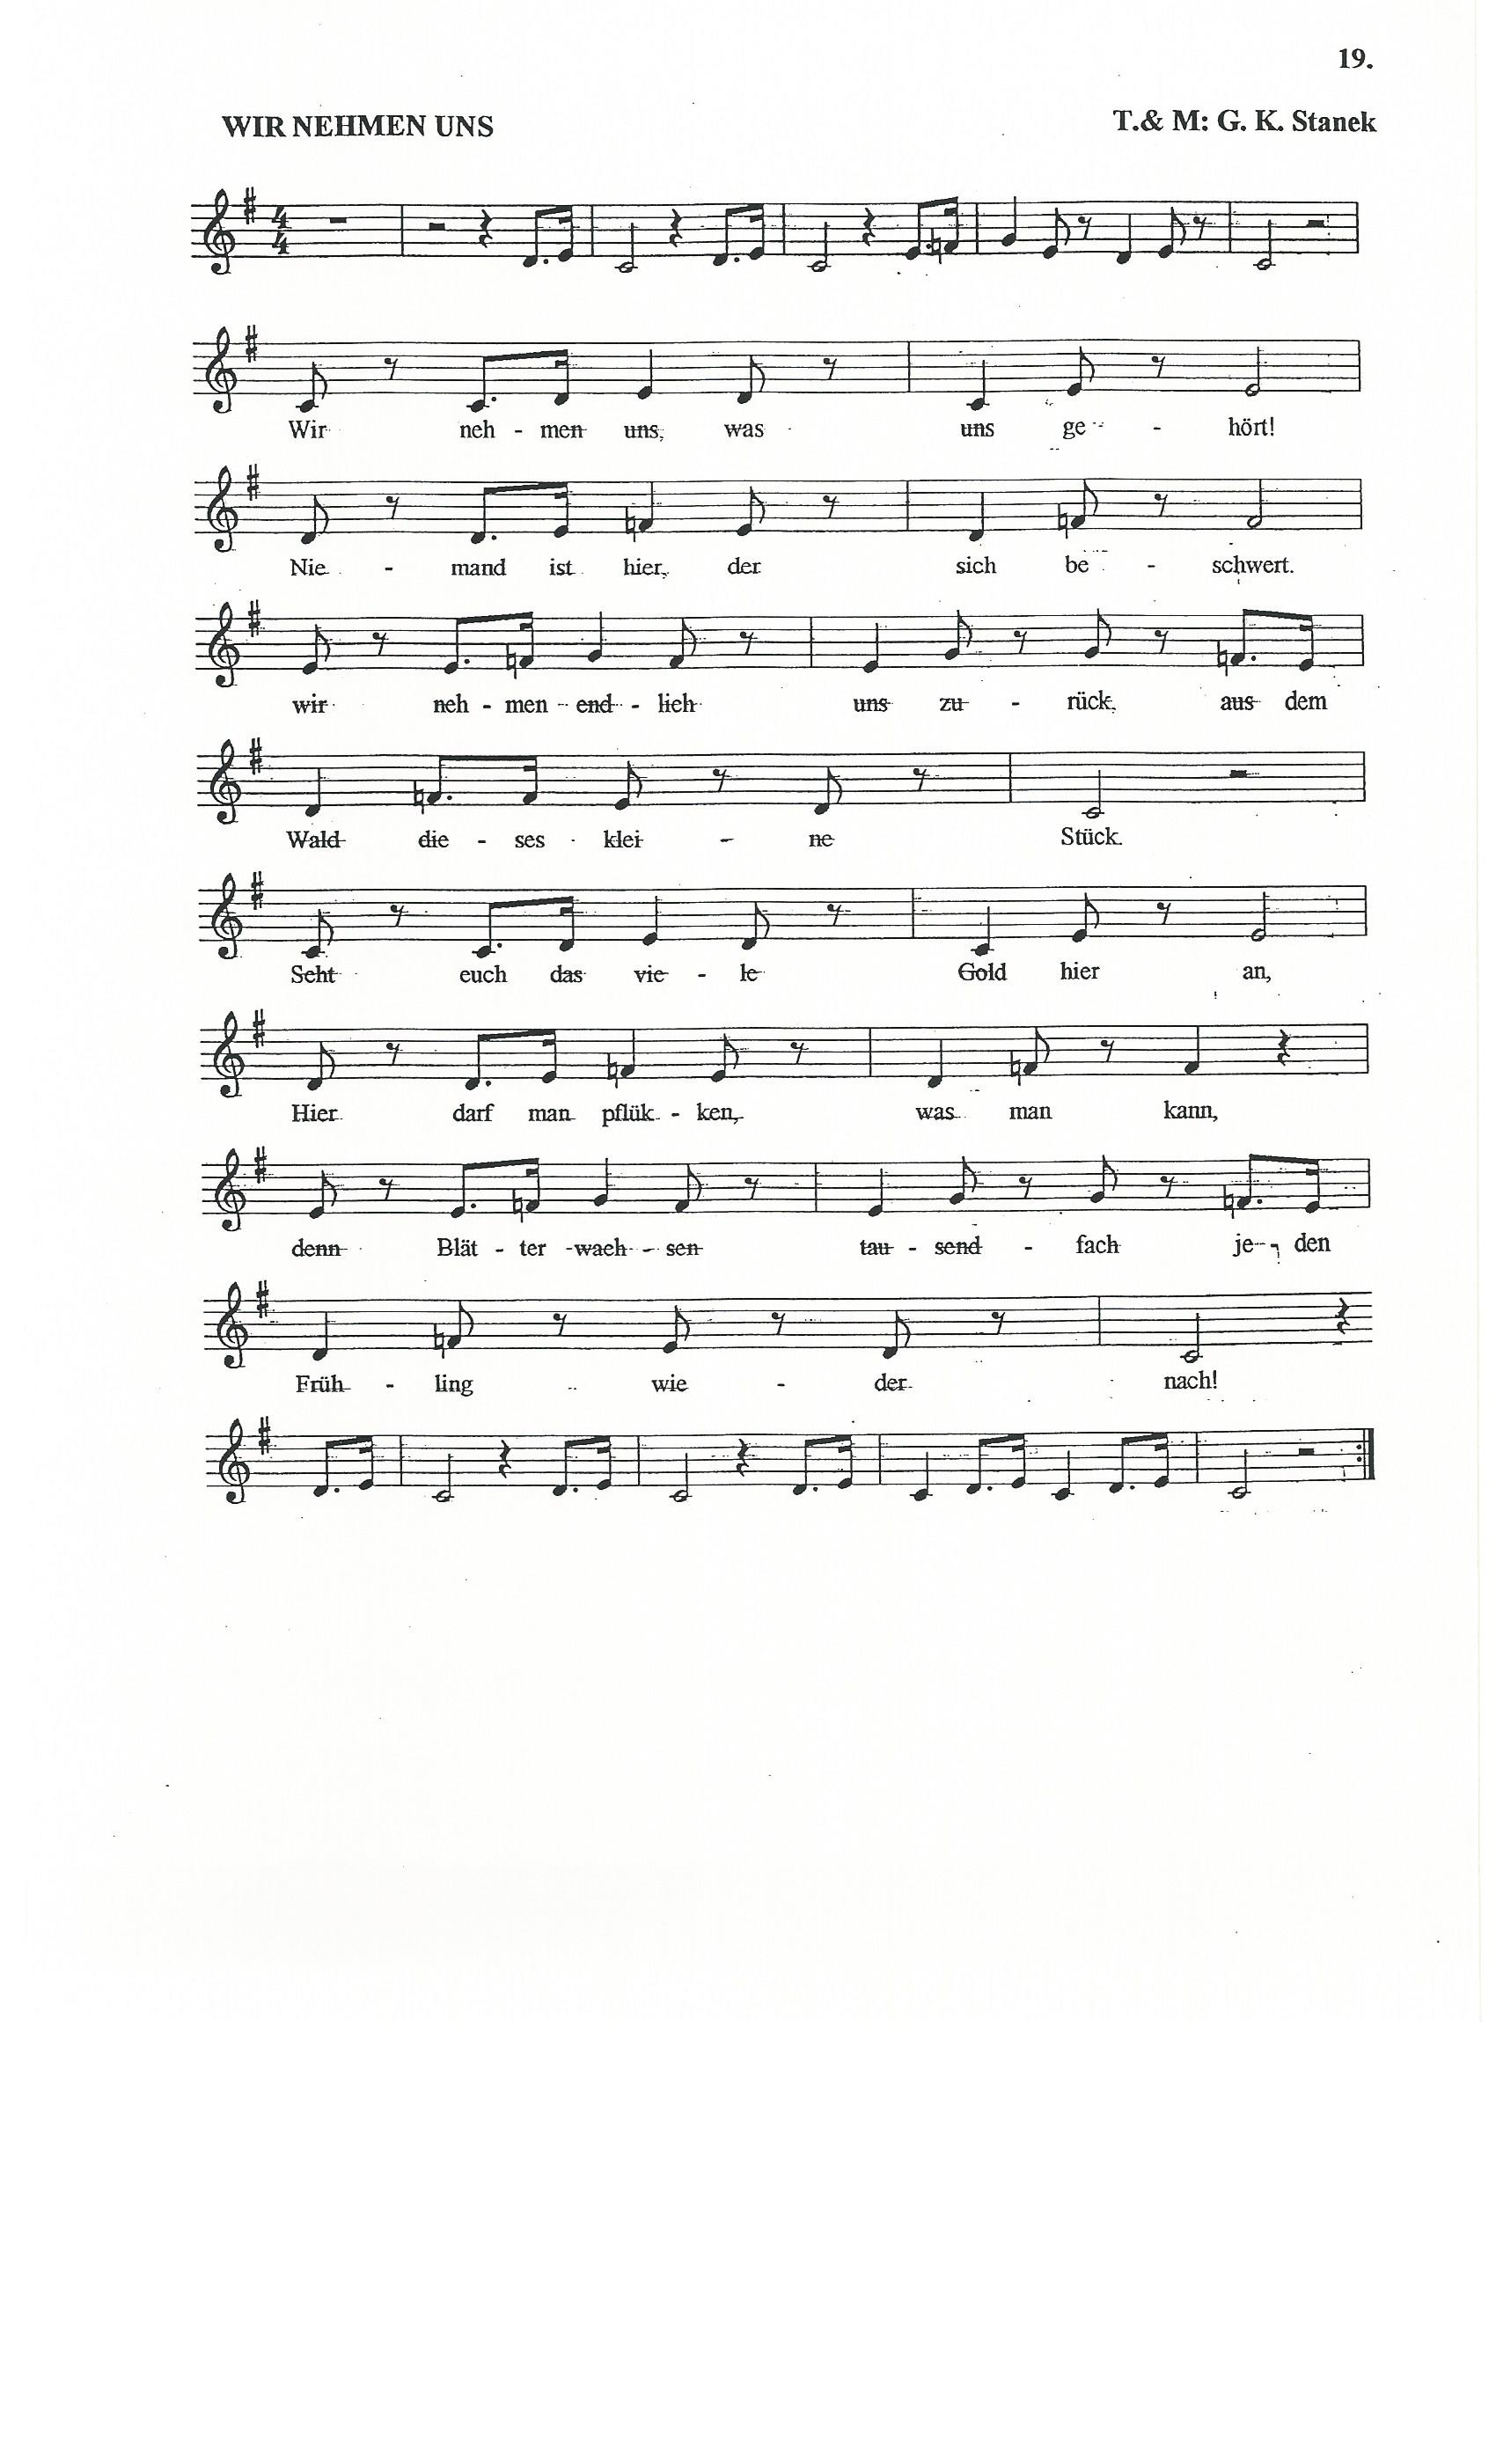 19.
WIR NEHMEN UNS T.& M: G. K. Stanek
4
4
Wir neh - men uns, was uns ge - hört!
Nie - mand ist hier, der sich be - schwert.
wir neh - men end - lich uns zu - rück, aus dem
Wald die - ses klei - ne Stück.
Seht euch das vie - le Gold hier an,
Hier darf man pflük - ken, was man kann,
denn Blät - ter wach - sen tau - send - fach je - den
Früh - ling wie - der nach!